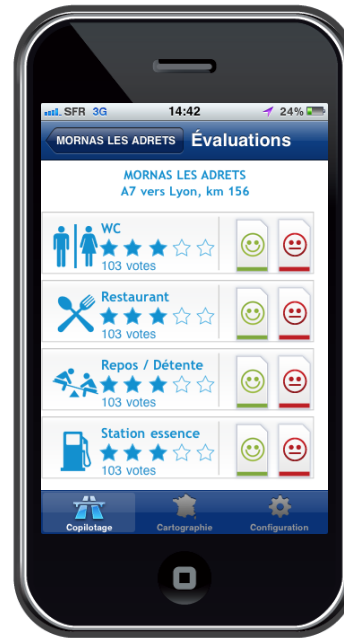 SFR 3G 14:42 24%
MORNAS LES ADRETS Évaluations
MORNAS LES ADRETS
A7 vers Lyon, km 156
WC
103 votes
Restaurant
103 votes
Repos / Détente
103 votes
Station essence
103 votes
Copilotage Cartographie Configuration